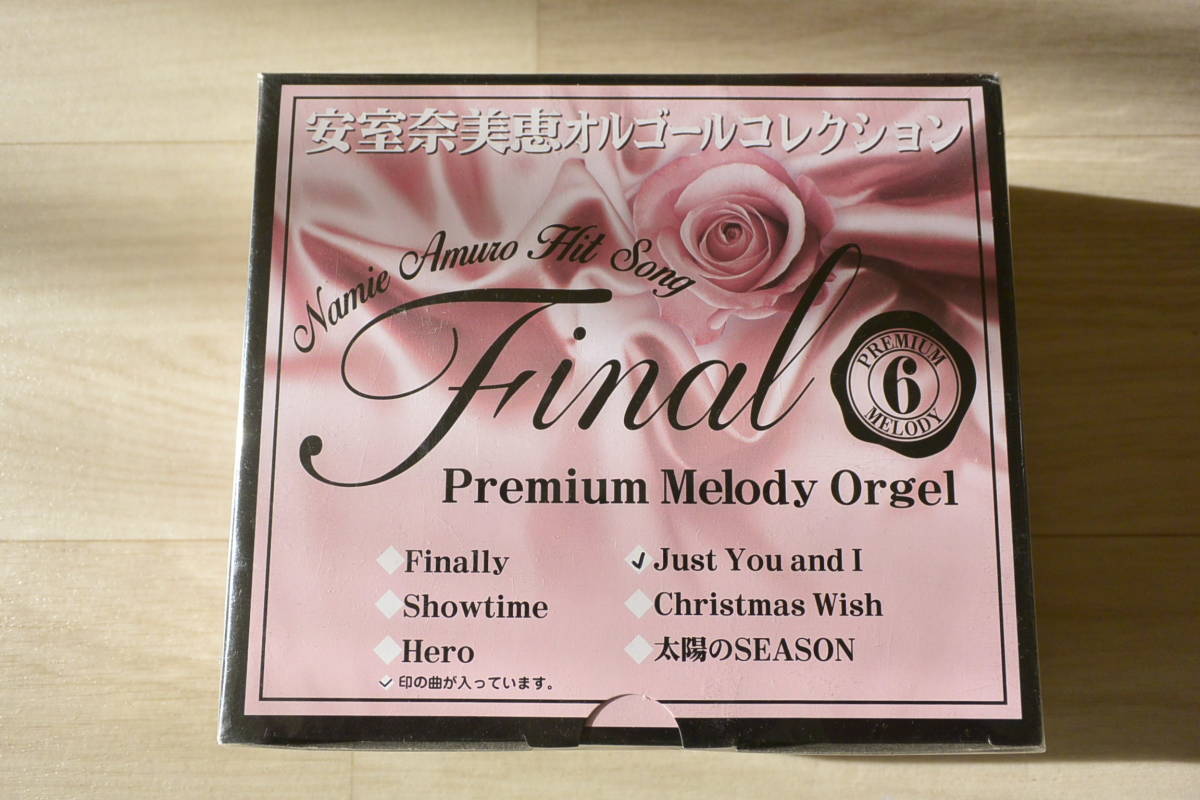 安室奈美恵オルゴールコレクション
Namie Amuro Hit Song
Final
PREMIUM
6
MELODY
Premium Melody Orgel
Finally
✓Just You and I
Showtime
Christmas Wish
Hero
太陽のSEASON
✓印の曲が入っています。